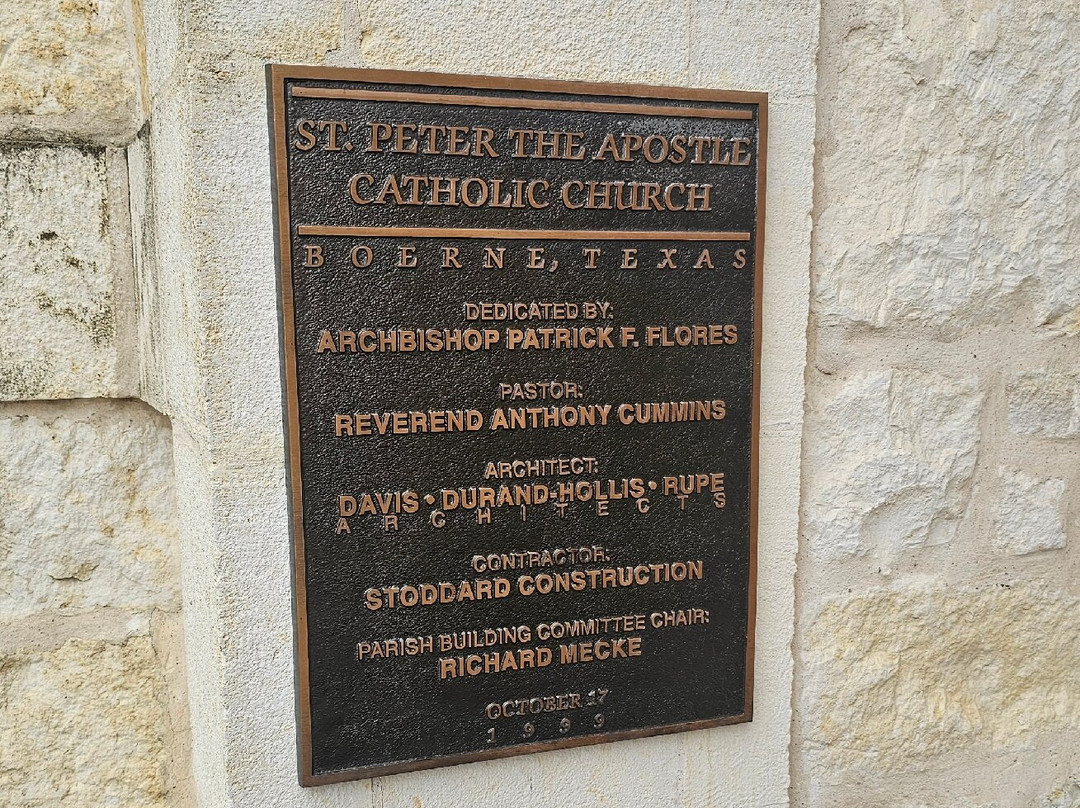 ST. PETER THE APOSTLE
CATHOLIC CHURCH
BOERNE, TEXAS
DEDICATED BY:
ARCHBISHOP PATRICK F. FLORES
PASTOR:
REVEREND ANTHONY CUMMINS
ARCHITECT:
DAVIS • DURAND-HOLLIS • RUPE
ARCHITECTS
CONTRACTOR:
STODDARD CONSTRUCTION
PARISH BUILDING COMMITTEE CHAIR:
RICHARD MECKE
OCTOBER 17
1999